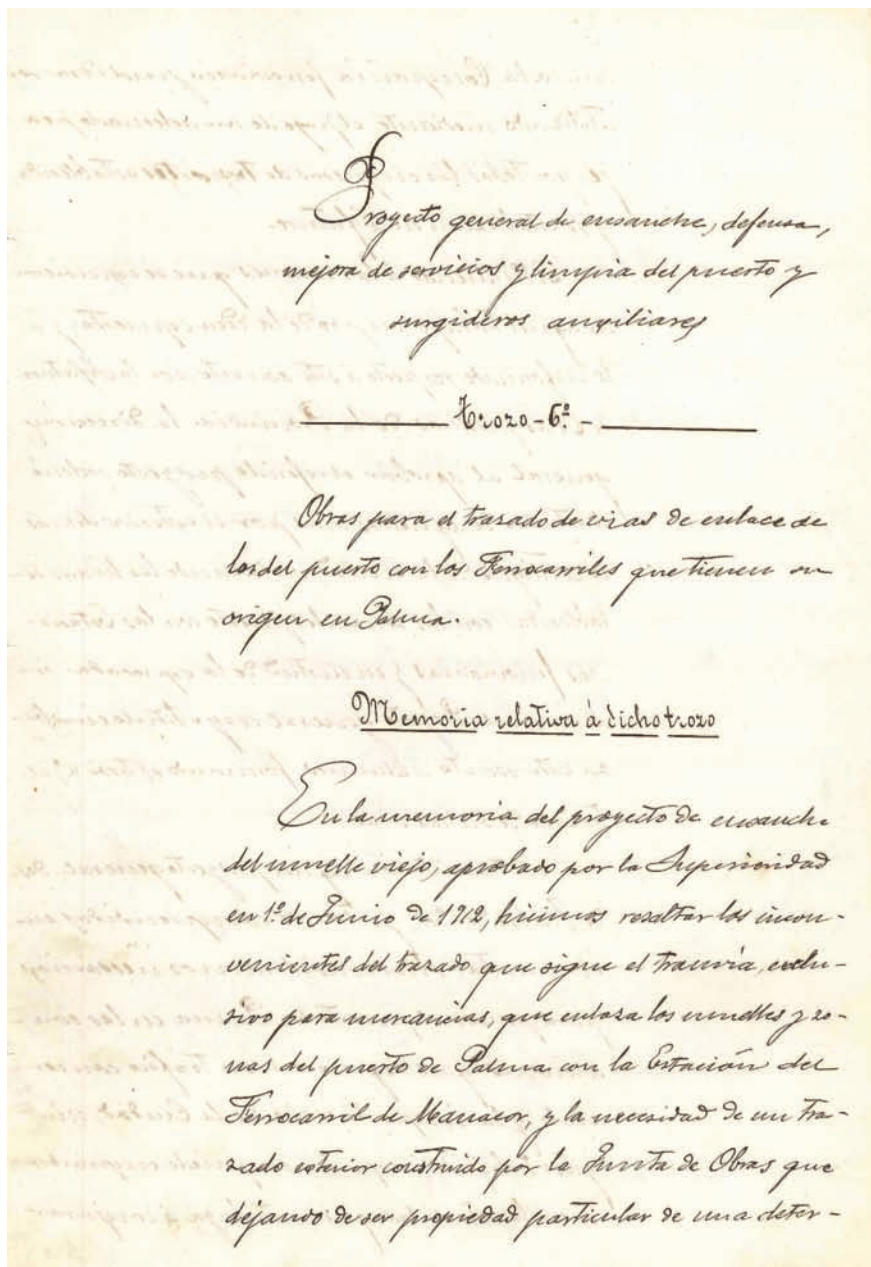 Proyecto general de ensanche, defensa,
mejora de servicios y limpia del puerto y
surgideros auxiliares
Trozo-6º-
Obras para el trazado de vias de enlace de
las del puerto con los Ferrocarriles que tienen su
origen en Palma.
Memoria relativa á dicho trozo
En la memoria del proyecto de ensanche
del muelle viejo, aprobado por la Superioridad
en 1º de Junio de 1912, hicimos resaltar los incon-
venientes del trazado que sigue el tranvía, exclu-
sivo para mercancias, que enlaza los muelles y zo-
nas del puerto de Palma con la Estación del
Ferrocarril de Manacor, y la necesidad de un tra-
zado exterior construido por la Junta de Obras que
dejando de ser propiedad particular de una deter-